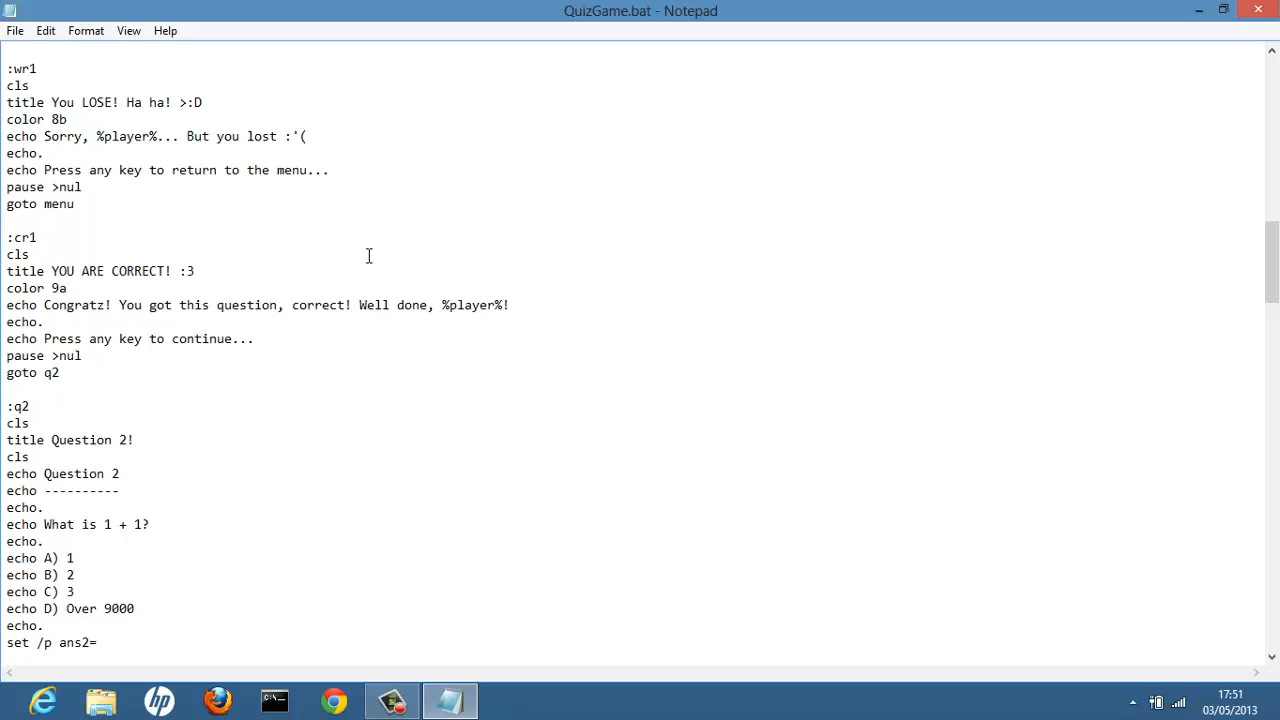 QuizGame.bat - Notepad
File Edit Format View Help
:wr1
cls
title You LOSE! Ha ha! >:D
color 8b
echo Sorry, %player%... But you lost :'(
echo.
echo Press any key to return to the menu...
pause >nul
goto menu
:cr1
cls
title YOU ARE CORRECT! :3
color 9a
echo Congratz! You got this question, correct! Well done, %player%!
echo.
echo Press any key to continue...
pause >nul
goto q2
:q2
cls
title Question 2!
cls
echo Question 2
echo ----------
echo.
echo What is 1 + 1?
echo.
echo A) 1
echo B) 2
echo C) 3
echo D) Over 9000
echo.
set /p ans2=
hp
C:\.
17:51
03/05/2013